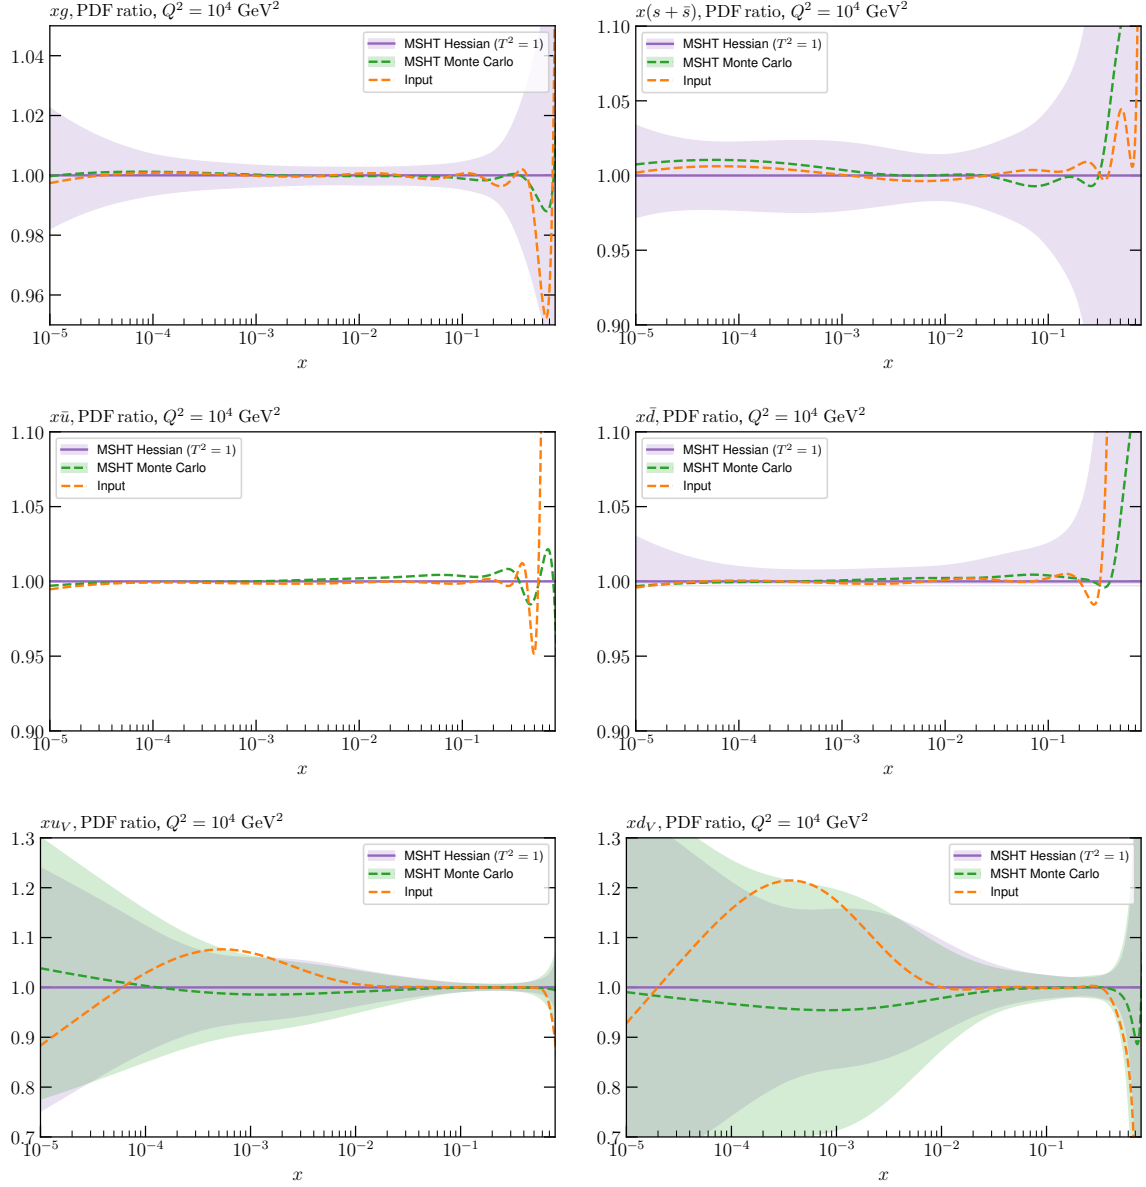 xg, PDF ratio, Q² = 10⁴ GeV²
MSHT Hessian (T² = 1)
MSHT Monte Carlo
Input
1.04
1.02
1.00
0.98
0.96
10⁻⁵ 10⁻⁴ 10⁻³ 10⁻² 10⁻¹
x
x(s + s̄), PDF ratio, Q² = 10⁴ GeV²
MSHT Hessian (T² = 1)
MSHT Monte Carlo
Input
1.10
1.05
1.00
0.95
0.90
10⁻⁵ 10⁻⁴ 10⁻³ 10⁻² 10⁻¹
x
xū, PDF ratio, Q² = 10⁴ GeV²
MSHT Hessian (T² = 1)
MSHT Monte Carlo
Input
1.10
1.05
1.00
0.95
0.90
10⁻⁵ 10⁻⁴ 10⁻³ 10⁻² 10⁻¹
x
xd̄, PDF ratio, Q² = 10⁴ GeV²
MSHT Hessian (T² = 1)
MSHT Monte Carlo
Input
1.10
1.05
1.00
0.95
0.90
10⁻⁵ 10⁻⁴ 10⁻³ 10⁻² 10⁻¹
x
xu_V, PDF ratio, Q² = 10⁴ GeV²
MSHT Hessian (T² = 1)
MSHT Monte Carlo
Input
1.3
1.2
1.1
1.0
0.9
0.8
0.7
10⁻⁵ 10⁻⁴ 10⁻³ 10⁻² 10⁻¹
x
xd_V, PDF ratio, Q² = 10⁴ GeV²
MSHT Hessian (T² = 1)
MSHT Monte Carlo
Input
1.3
1.2
1.1
1.0
0.9
0.8
0.7
10⁻⁵ 10⁻⁴ 10⁻³ 10⁻² 10⁻¹
x